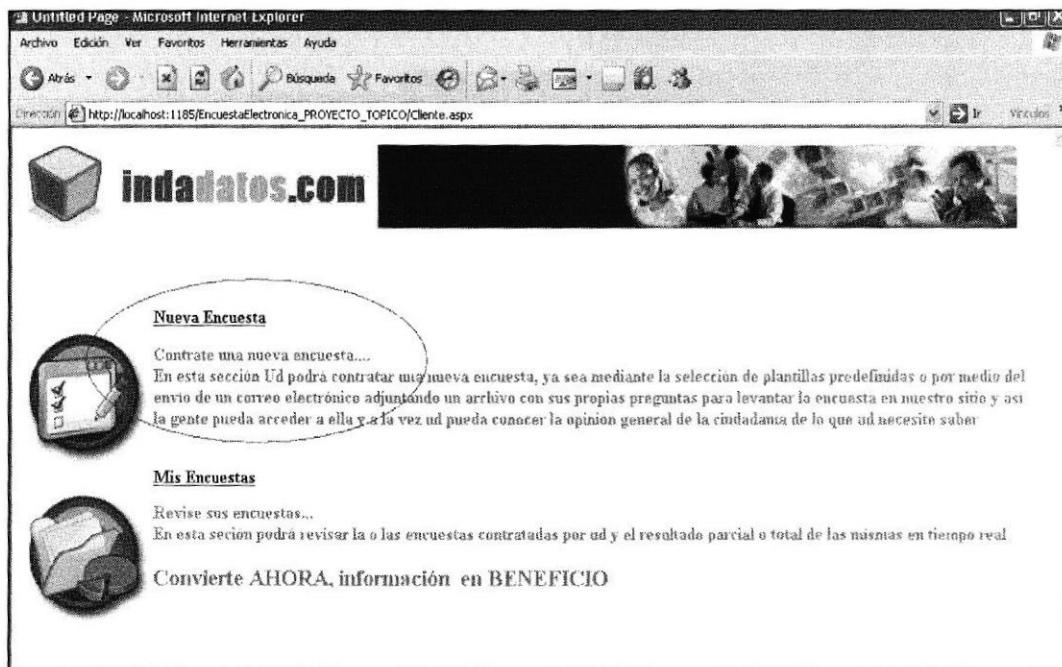 Untitled Page - Microsoft Internet Explorer
Archivo Edición Ver Favoritos Herramientas Ayuda
Atrás Búsqueda Favoritos
Dirección http://localhost:1185/EncuestaElectronica_PROYECTO_TOPICO/Cliente.aspx Ir Vínculos
indadatos.com
Nueva Encuesta
Contrate una nueva encuesta....
En esta sección Ud podrá contratar una nueva encuesta, ya sea mediante la selección de plantillas predefinidas o por medio del
envio de un correo electrónico adjuntando un archivo con sus propias preguntas para levantar la encuesta en nuestro sitio y asi
la gente pueda acceder a ella y a la vez ud pueda conocer la opinion general de la ciudadania de lo que ud necesite saber
Mis Encuestas
Revise sus encuestas...
En esta secion podrá revisar la o las encuestas contratadas por ud y el resultado parcial o total de las mismas en tiempo real
Convierte AHORA, información en BENEFICIO